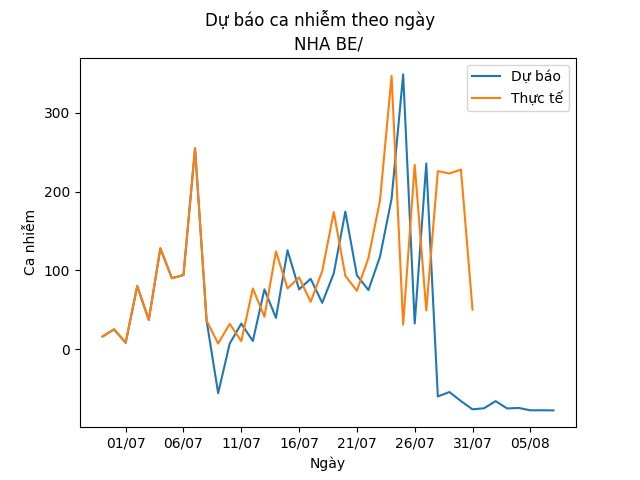 Dự báo ca nhiễm theo ngày
NHA BE/
Dự báo
Thực tế
Ca nhiễm
300
200
100
0
01/07 06/07 11/07 16/07 21/07 26/07 31/07 05/08
Ngày